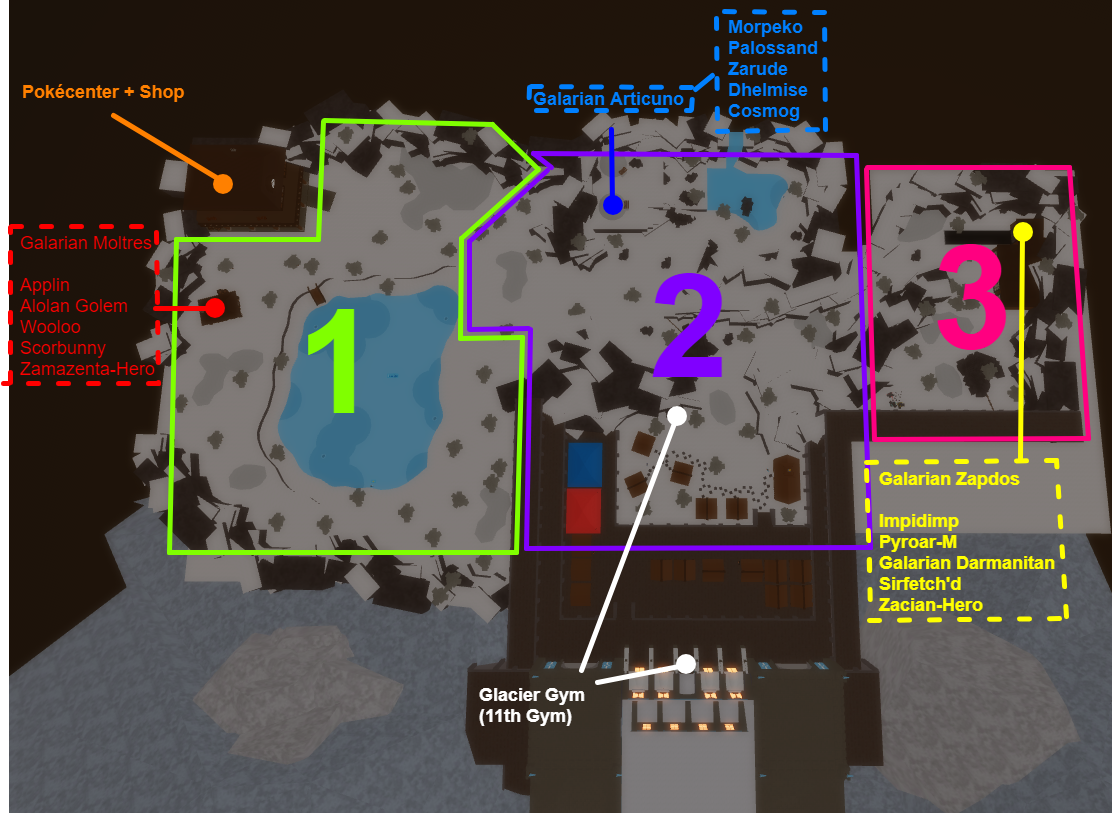 Morpeko
Palossand
Zarude
Dhelmise
Cosmog
Galarian Articuno
Pokécenter + Shop
Galarian Moltres
Applin
Alolan Golem
Wooloo
Scorbunny
Zamazenta-Hero
1
2
3
Galarian Zapdos
Impidimp
Pyroar-M
Galarian Darmanitan
Sirfetch'd
Zacian-Hero
Glacier Gym
(11th Gym)